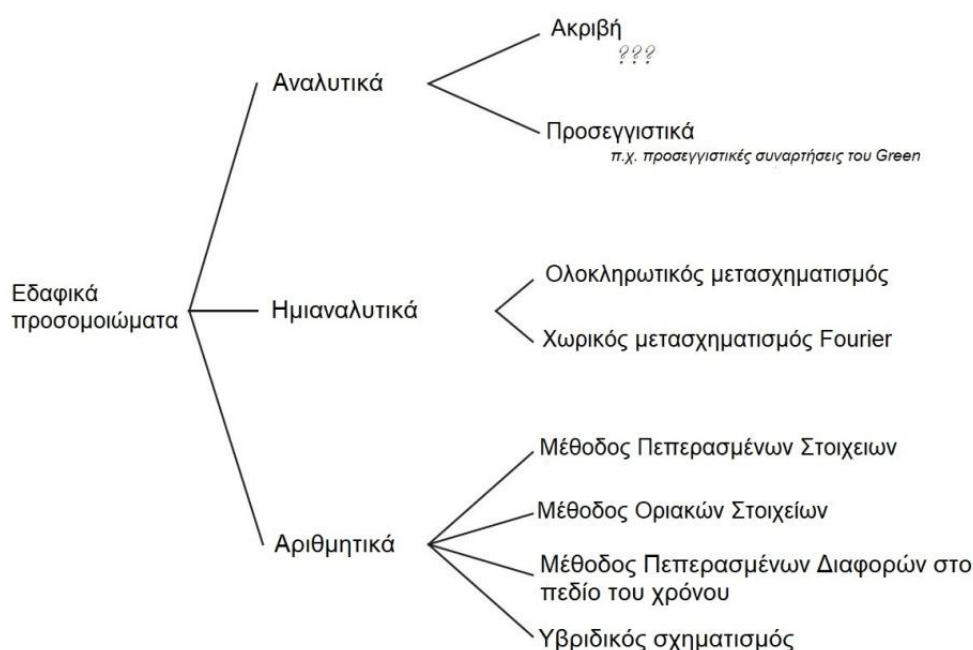 Ακριβή
???
Αναλυτικά
Προσεγγιστικά
π.χ. προσεγγιστικές συναρτήσεις του Green
Εδαφικά
προσομοιώματα
Ημιαναλυτικά
Ολοκληρωτικός μετασχηματισμός
Χωρικός μετασχηματισμός Fourier
Αριθμητικά
Μέθοδος Πεπερασμένων Στοιχειων
Μέθοδος Οριακών Στοιχείων
Μέθοδος Πεπερασμένων Διαφορών στο
πεδίο του χρόνου
Υβριδικός σχηματισμός